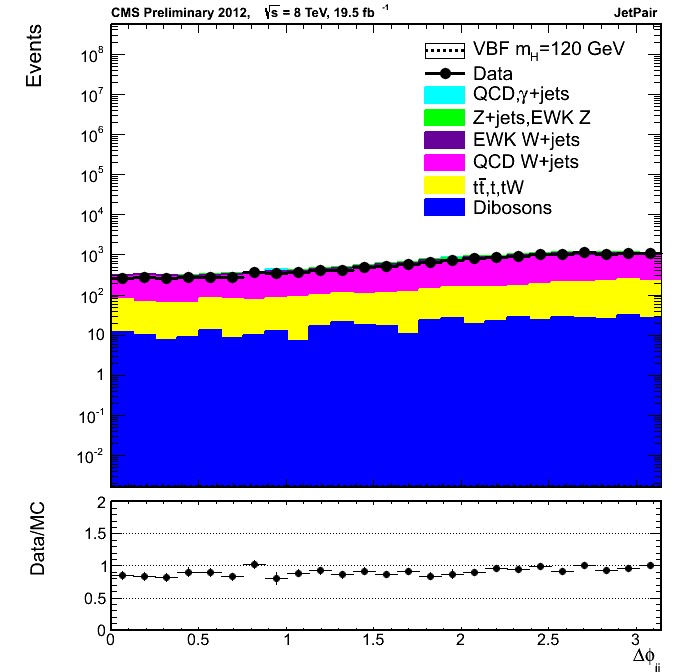 CMS Preliminary 2012, √s = 8 TeV, 19.5 fb⁻¹ JetPair
Events
VBF m_H=120 GeV
Data
QCD,γ+jets
Z+jets,EWK Z
EWK W+jets
QCD W+jets
tt̅,t,tW
Dibosons
10⁸
10⁷
10⁶
10⁵
10⁴
10³
10²
10
1
10⁻¹
10⁻²
Data/MC
2
1.5
1
0.5
0
0 0.5 1 1.5 2 2.5 3
Δϕ_jj